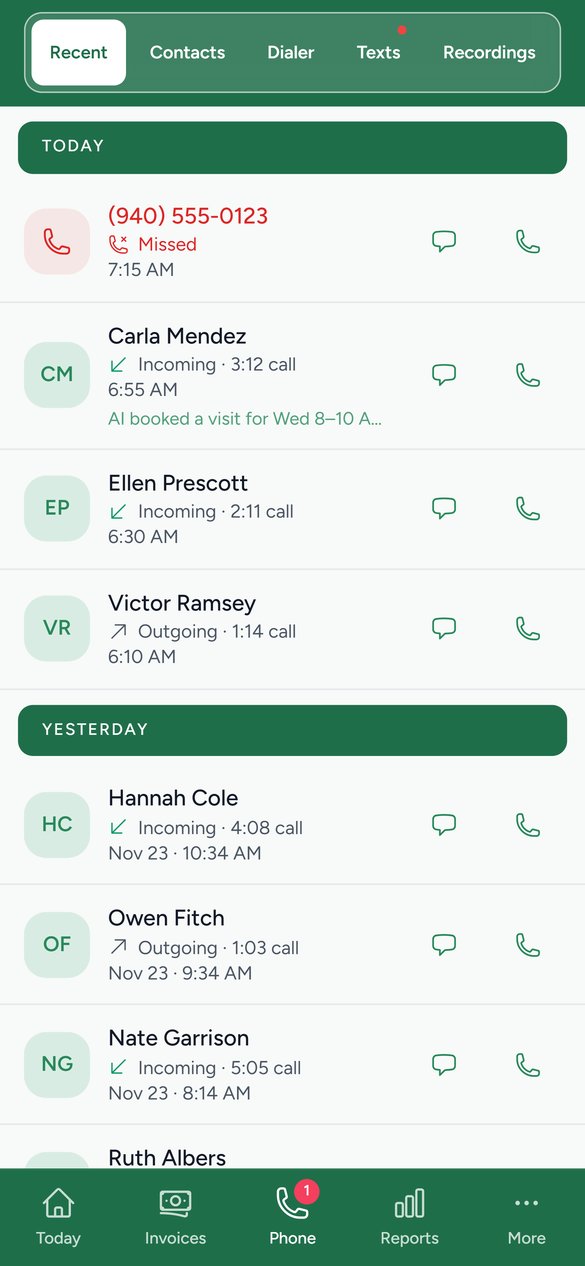 Recent
Contacts
Dialer
Texts
Recordings
TODAY
(940) 555-0123
Missed
7:15 AM
CM
Carla Mendez
Incoming · 3:12 call
6:55 AM
AI booked a visit for Wed 8–10 A...
EP
Ellen Prescott
Incoming · 2:11 call
6:30 AM
VR
Victor Ramsey
Outgoing · 1:14 call
6:10 AM
YESTERDAY
HC
Hannah Cole
Incoming · 4:08 call
Nov 23 · 10:34 AM
OF
Owen Fitch
Outgoing · 1:03 call
Nov 23 · 9:34 AM
NG
Nate Garrison
Incoming · 5:05 call
Nov 23 · 8:14 AM
Ruth Albers
1
Today
Invoices
Phone
Reports
More